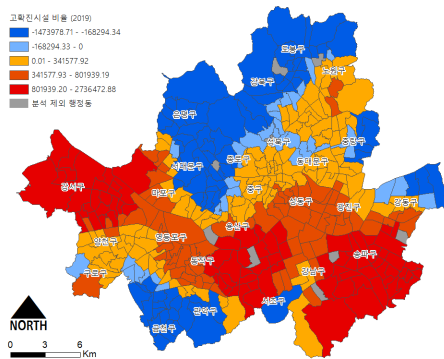 고확진시설 비율 (2019)
-1473978.71 - -168294.34
-168294.33 - 0
0.01 - 341577.92
341577.93 - 801939.19
801939.20 - 2736472.88
분석 제외 행정동
도봉구
노원구
강북구
은평구
성북구
중랑구
종로구
동대문구
서대문구
강서구
마포구
중구
성동구
광진구
강동구
용산구
양천구
영등포구
송파구
동작구
구로구
강남구
서초구
관악구
금천구
NORTH
0 3 6
Km